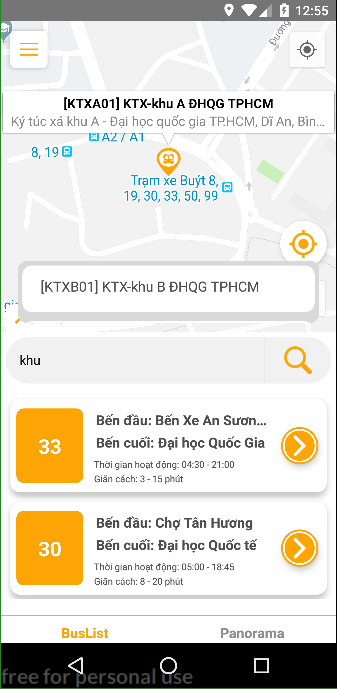 12:55
Đường
[KTXA01] KTX-khu A ĐHQG TPHCM
Ký túc xá khu A - Đại học quốc gia TP.HCM, Dĩ An, Bìn...
A2 / A1
8, 19
Trạm xe Buýt 8,
19, 30, 33, 50, 99
[KTXB01] KTX-khu B ĐHQG TPHCM
khu
33
Bến đầu: Bến Xe An Sươn...
Bến cuối: Đại học Quốc Gia
Thời gian hoạt động: 04:30 - 21:00
Giãn cách: 3 - 15 phút
30
Bến đầu: Chợ Tân Hương
Bến cuối: Đại học Quốc tế
Thời gian hoạt động: 05:00 - 18:45
Giãn cách: 8 - 20 phút
BusList
Panorama
free for personal use